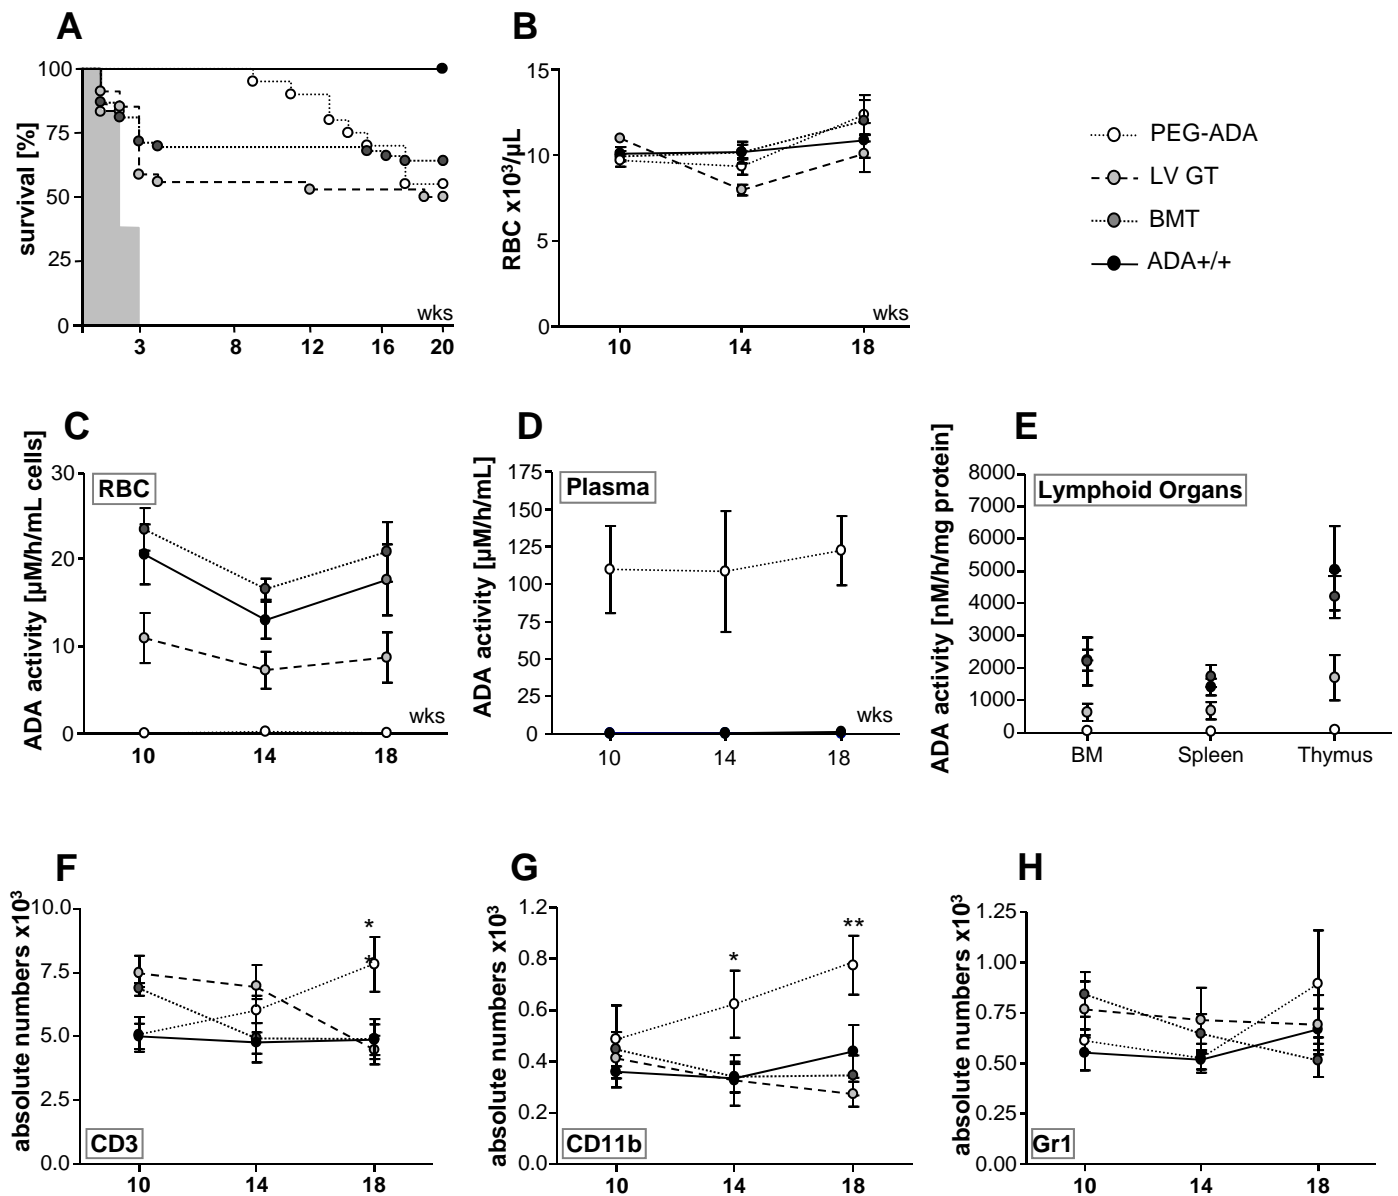 A
survival [%]
100
75
50
25
0
wks
3 8 12 16 20
B
RBC x10³/µL
15
10
5
0
wks
10 14 18
PEG-ADA
LV GT
BMT
ADA+/+
C
ADA activity [µM/h/mL cells]
RBC
30
20
10
0
wks
10 14 18
D
ADA activity [µM/h/mL]
Plasma
175
150
125
100
75
50
25
0
wks
10 14 18
E
ADA activity [nM/h/mg protein]
Lymphoid Organs
8000
7000
6000
5000
4000
3000
2000
1000
0
BM Spleen Thymus
F
absolute numbers x10³
10.0
7.5
5.0
2.5
0.0
*
*
CD3
10 14 18
G
absolute numbers x10³
1.2
0.8
0.6
0.4
0.2
0.0
*
**
CD11b
10 14 18
H
absolute numbers x10³
1.25
1.00
0.75
0.50
0.25
0.00
Gr1
10 14 18